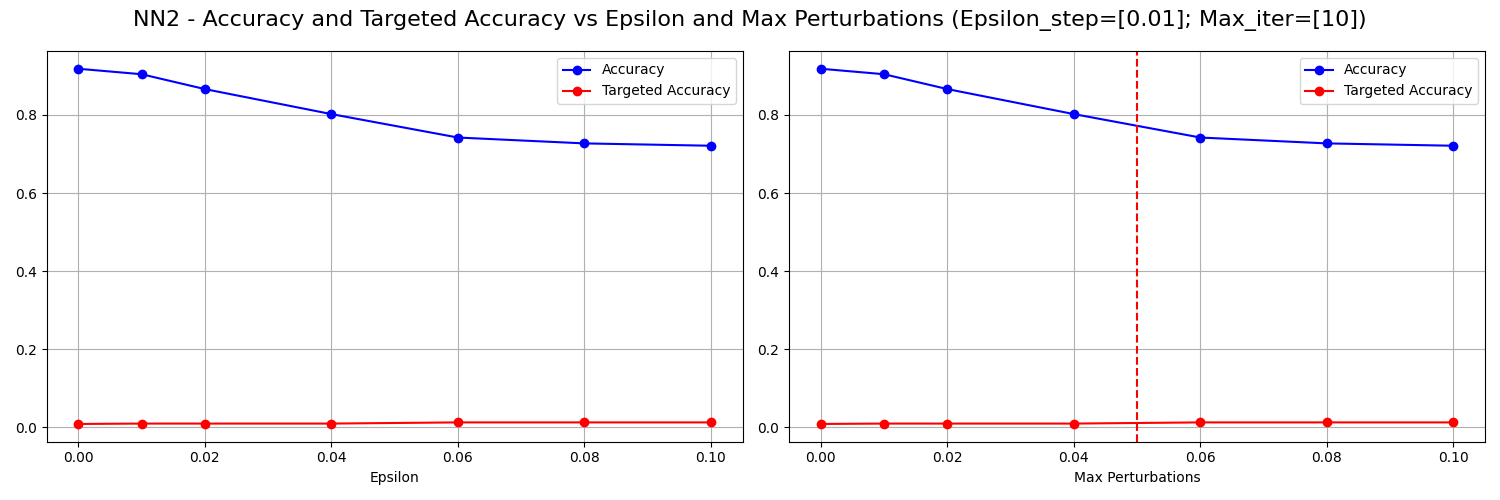 NN2 - Accuracy and Targeted Accuracy vs Epsilon and Max Perturbations (Epsilon_step=[0.01]; Max_iter=[10])
Accuracy
Targeted Accuracy
0.8
0.6
0.4
0.2
0.0
0.00 0.02 0.04 0.06 0.08 0.10
Epsilon
Accuracy
Targeted Accuracy
0.8
0.6
0.4
0.2
0.0
0.00 0.02 0.04 0.06 0.08 0.10
Max Perturbations